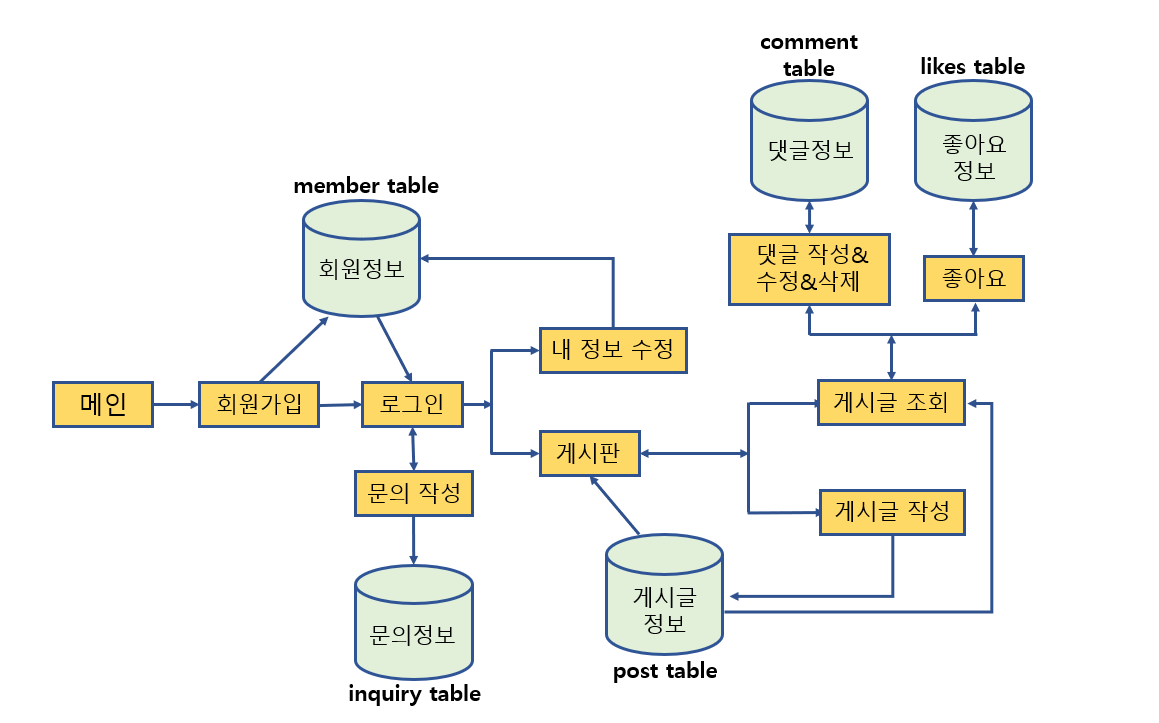 comment
table
likes table
댓글정보
좋아요
정보
member table
회원정보
댓글 작성&
수정&삭제
좋아요
내 정보 수정
메인
회원가입
로그인
게시글 조회
게시판
문의 작성
게시글 작성
게시글
정보
문의정보
post table
inquiry table